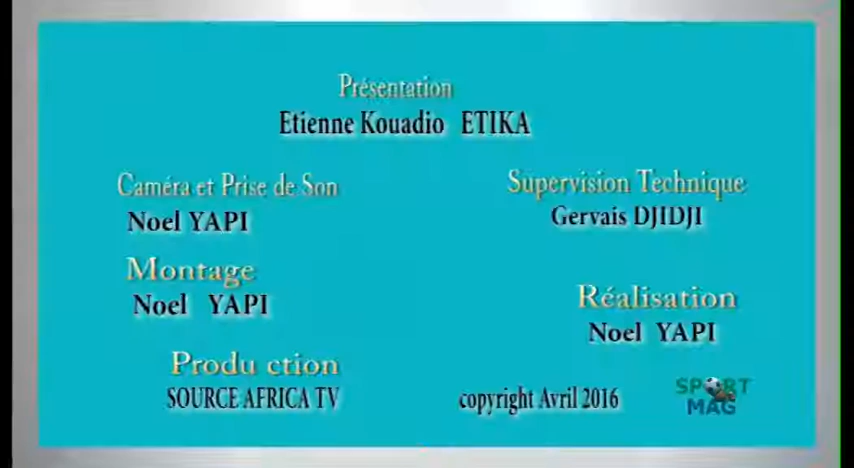 Présentation
Etienne Kouadio ETIKA
Caméra et Prise de Son
Noel YAPI
Supervision Technique
Gervais DJIDJI
Montage
Noel YAPI
Réalisation
Noel YAPI
Produ ction
SOURCE AFRICA TV
copyright Avril 2016
SPORT
MAG